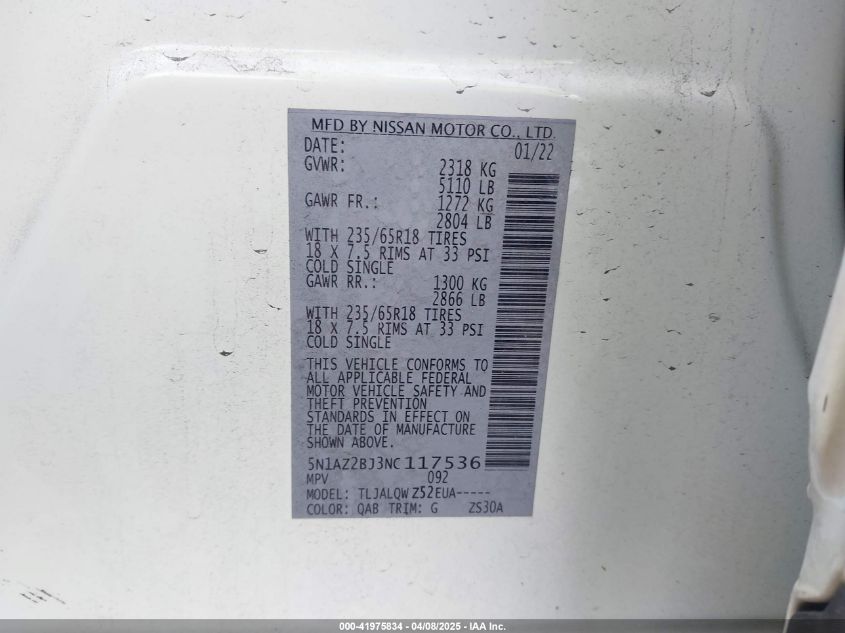 MFD BY NISSAN MOTOR CO., LTD.
DATE: 01/22
GVWR: 2318 KG
5110 LB
GAWR FR.: 1272 KG
2804 LB
WITH 235/65R18 TIRES
18 X 7.5 RIMS AT 33 PSI
COLD SINGLE
GAWR RR.: 1300 KG
2866 LB
WITH 235/65R18 TIRES
18 X 7.5 RIMS AT 33 PSI
COLD SINGLE
THIS VEHICLE CONFORMS TO
ALL APPLICABLE FEDERAL
MOTOR VEHICLE SAFETY AND
THEFT PREVENTION
STANDARDS IN EFFECT ON
THE DATE OF MANUFACTURE
SHOWN ABOVE.
5N1AZ2BJ3NC117536
MPV 092
MODEL: TLJALQW Z52EUA-----
COLOR: QAB TRIM: G ZS30A
000-41975834 - 04/08/2025 - IAA Inc.